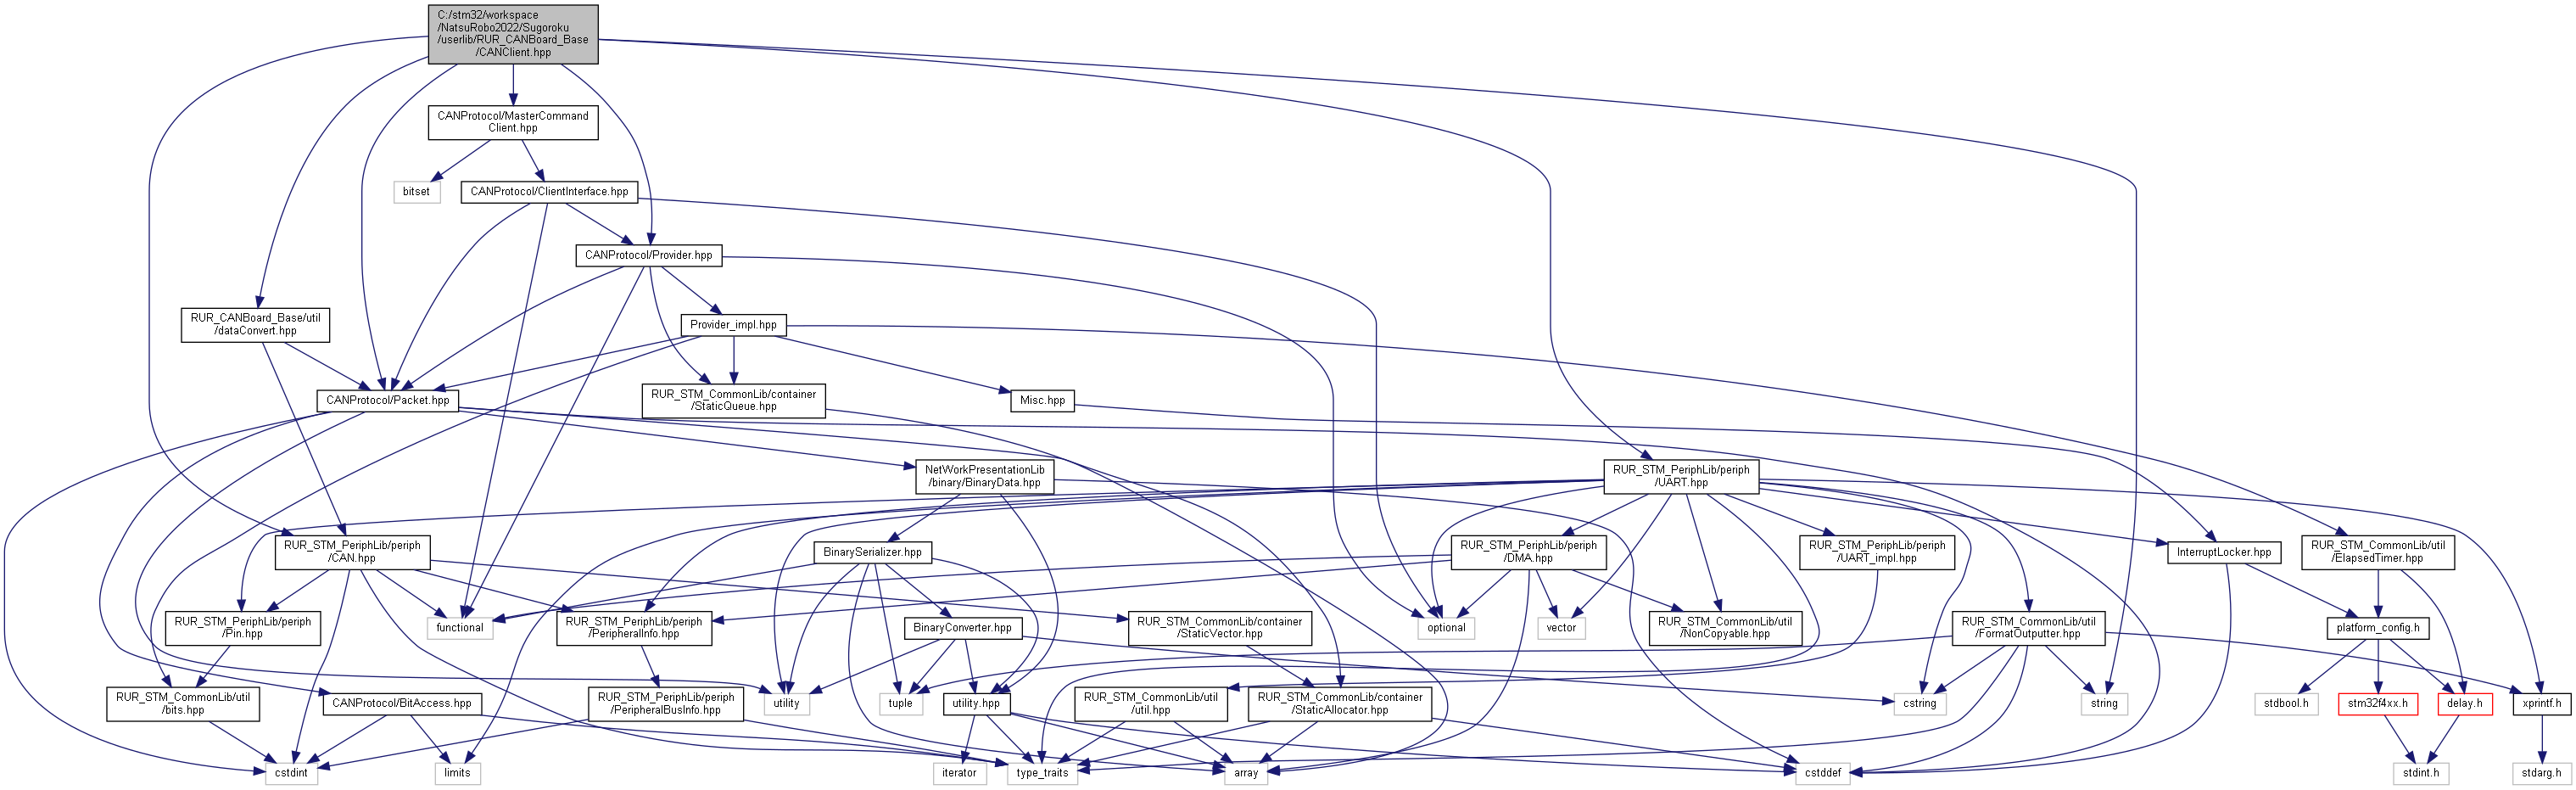 C:/stm32/workspace
/NatsuRobo2022/Sugoroku
/userlib/RUR_CANBoard_Base
/CANClient.hpp
CANProtocol/MasterCommand
Client.hpp
bitset
CANProtocol/ClientInterface.hpp
CANProtocol/Provider.hpp
RUR_CANBoard_Base/util
/dataConvert.hpp
Provider_impl.hpp
CANProtocol/Packet.hpp
RUR_STM_CommonLib/container
/StaticQueue.hpp
Misc.hpp
NetWorkPresentationLib
/binary/BinaryData.hpp
RUR_STM_PeriphLib/periph
/UART.hpp
RUR_STM_PeriphLib/periph
/CAN.hpp
BinarySerializer.hpp
RUR_STM_PeriphLib/periph
/DMA.hpp
RUR_STM_PeriphLib/periph
/UART_impl.hpp
InterruptLocker.hpp
RUR_STM_CommonLib/util
/ElapsedTimer.hpp
RUR_STM_PeriphLib/periph
/Pin.hpp
functional
RUR_STM_PeriphLib/periph
/PeripheralInfo.hpp
BinaryConverter.hpp
RUR_STM_CommonLib/container
/StaticVector.hpp
optional
vector
RUR_STM_CommonLib/util
/NonCopyable.hpp
RUR_STM_CommonLib/util
/FormatOutputter.hpp
platform_config.h
RUR_STM_CommonLib/util
/bits.hpp
CANProtocol/BitAccess.hpp
RUR_STM_PeriphLib/periph
/PeripheralBusInfo.hpp
utility
tuple
utility.hpp
RUR_STM_CommonLib/util
/util.hpp
RUR_STM_CommonLib/container
/StaticAllocator.hpp
cstring
string
stdbool.h
stm32f4xx.h
delay.h
xprintf.h
cstdint
limits
iterator
type_traits
array
cstddef
stdint.h
stdarg.h